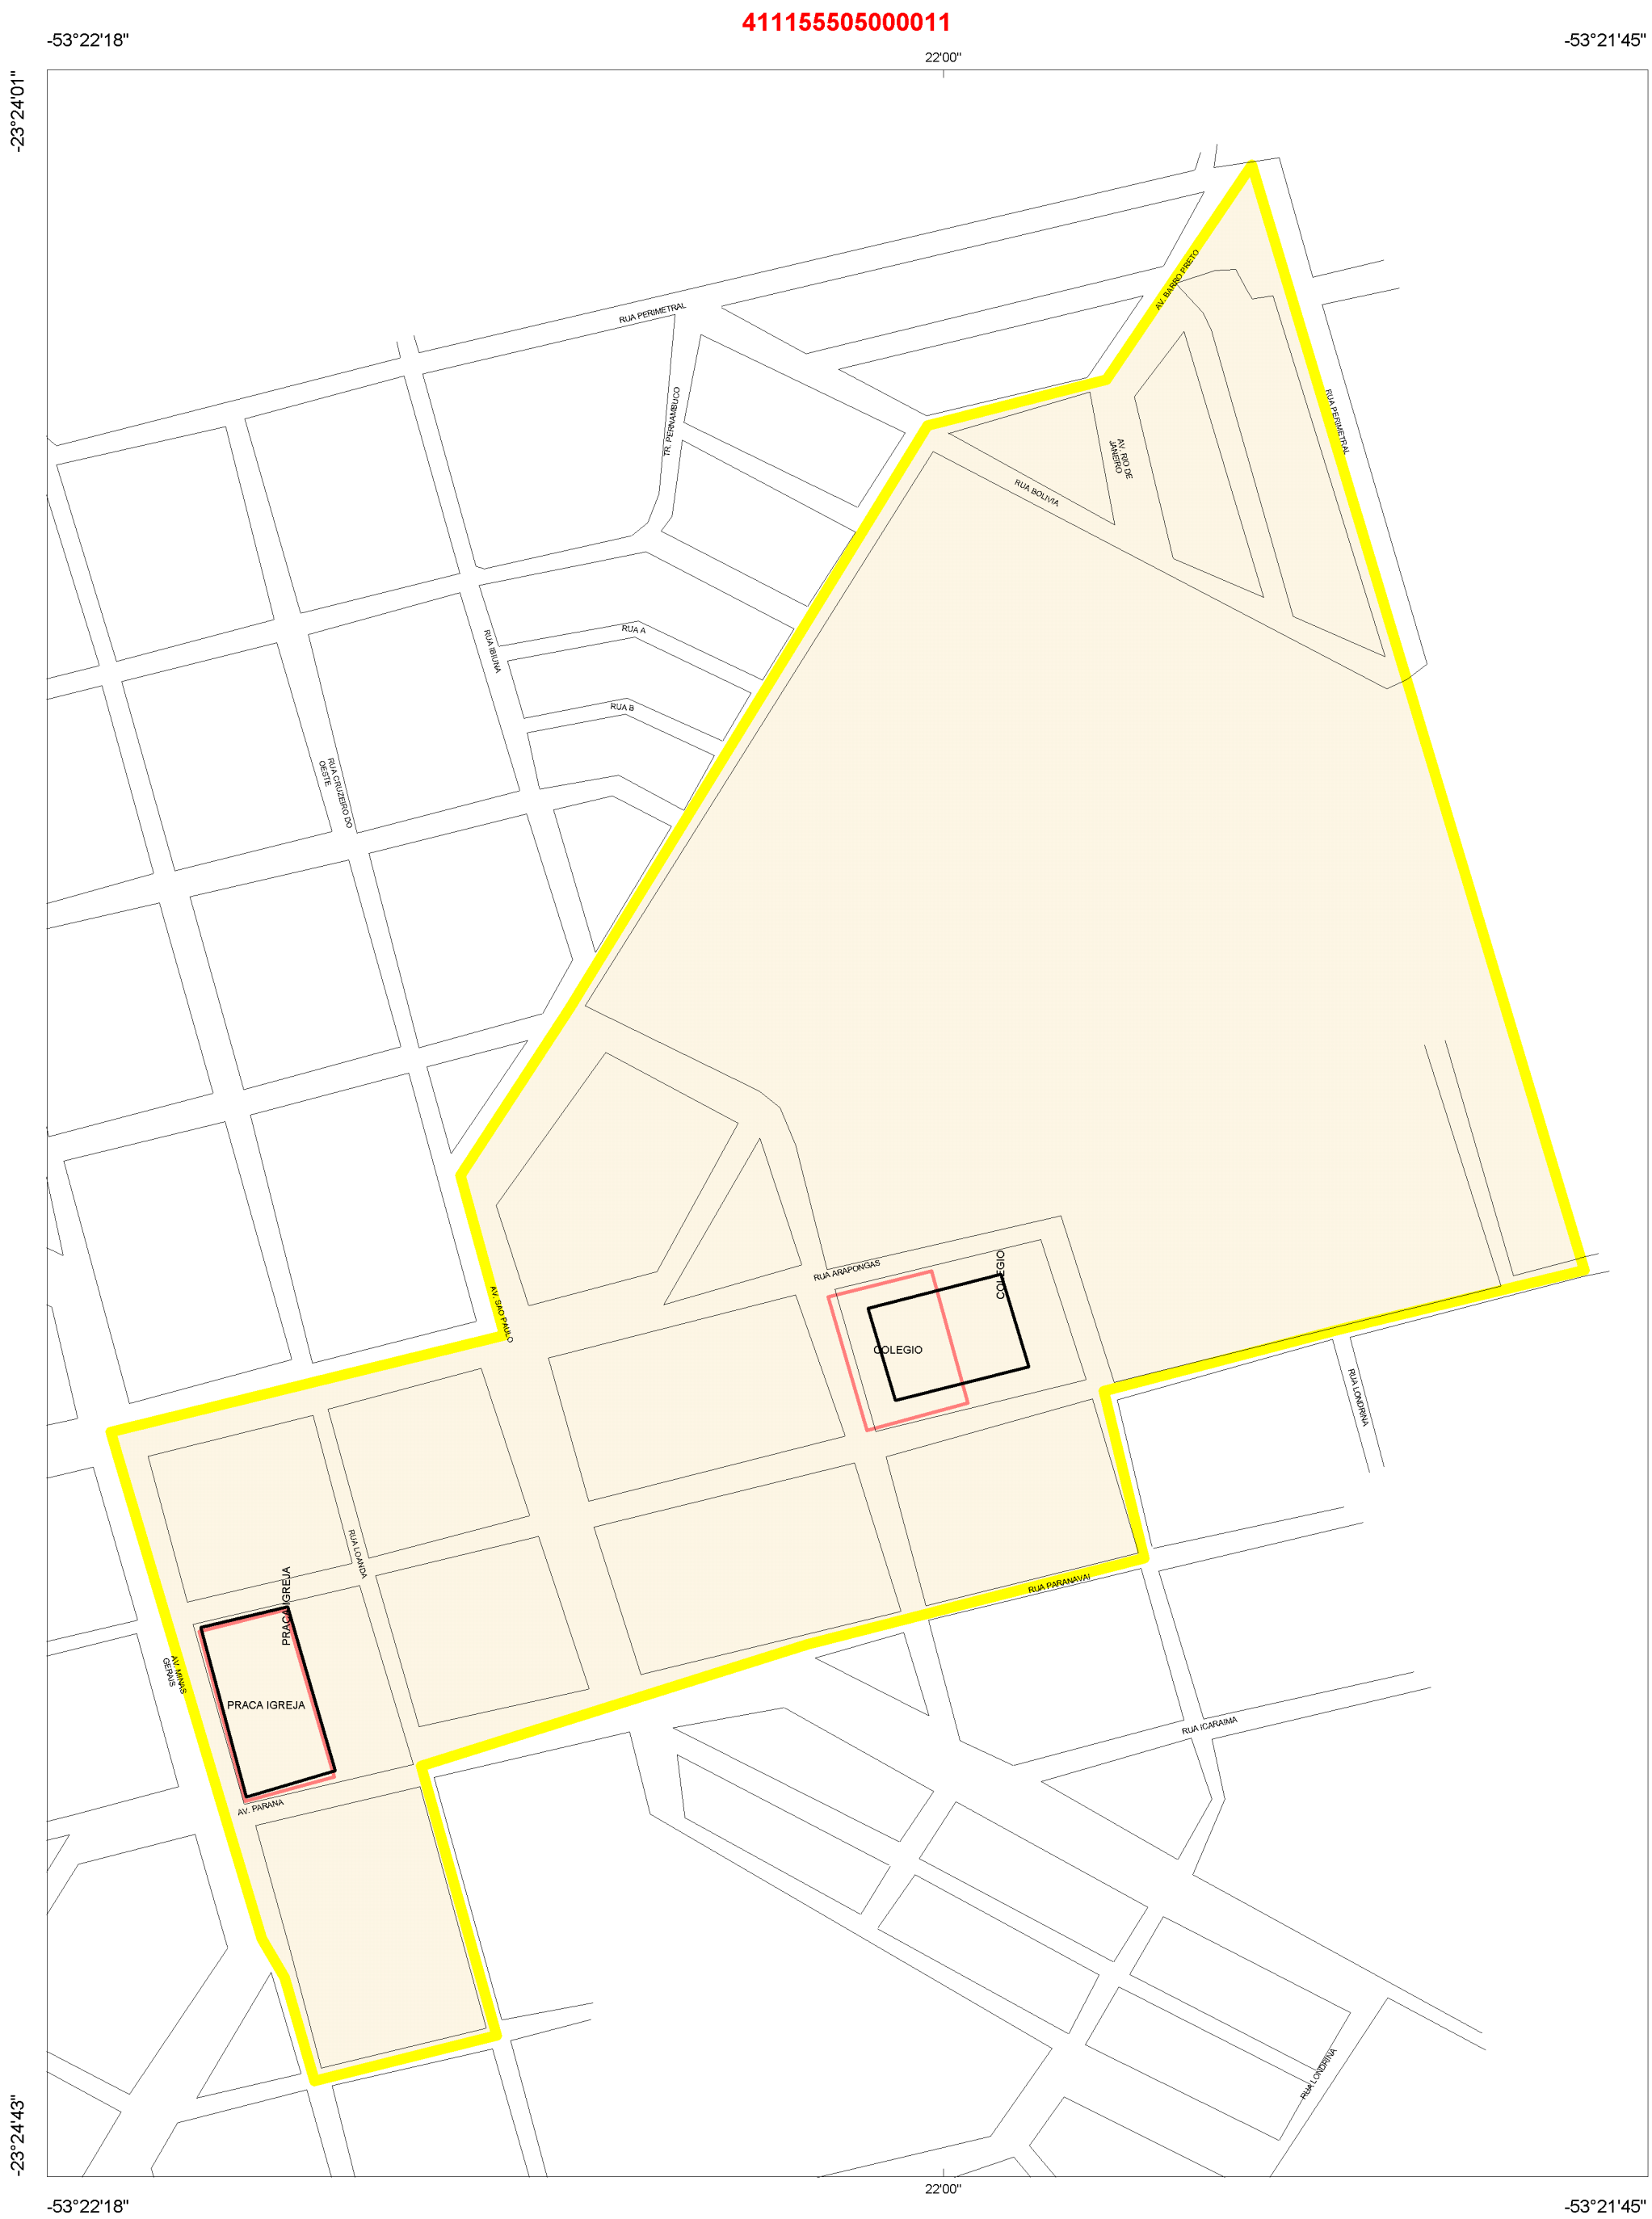 411155505000011
-53°22'18"
-53°21'45"
22'00"
-23°24'01"
AV. BARRO PRETO
RUA PERIMETRAL
TR. PERNAMBUCO
RUA PERIMETRAL
AV. RIO DE
JANEIRO
RUA BOLIVIA
RUA A
RUA IBIUNA
RUA B
RUA CRUZEIRO DO
OESTE
RUA ARAPONGAS
COLEGIO
AV. SAO PAULO
COLEGIO
RUA LONDRINA
RUA LOANDA
PRACA IGREJA
RUA PARANAVAI
AV. MINAS
GERAIS
PRACA IGREJA
RUA ICARAIMA
AV. PARANA
RUA LONDRINA
-23°24'43"
22'00"
-53°22'18"
-53°21'45"